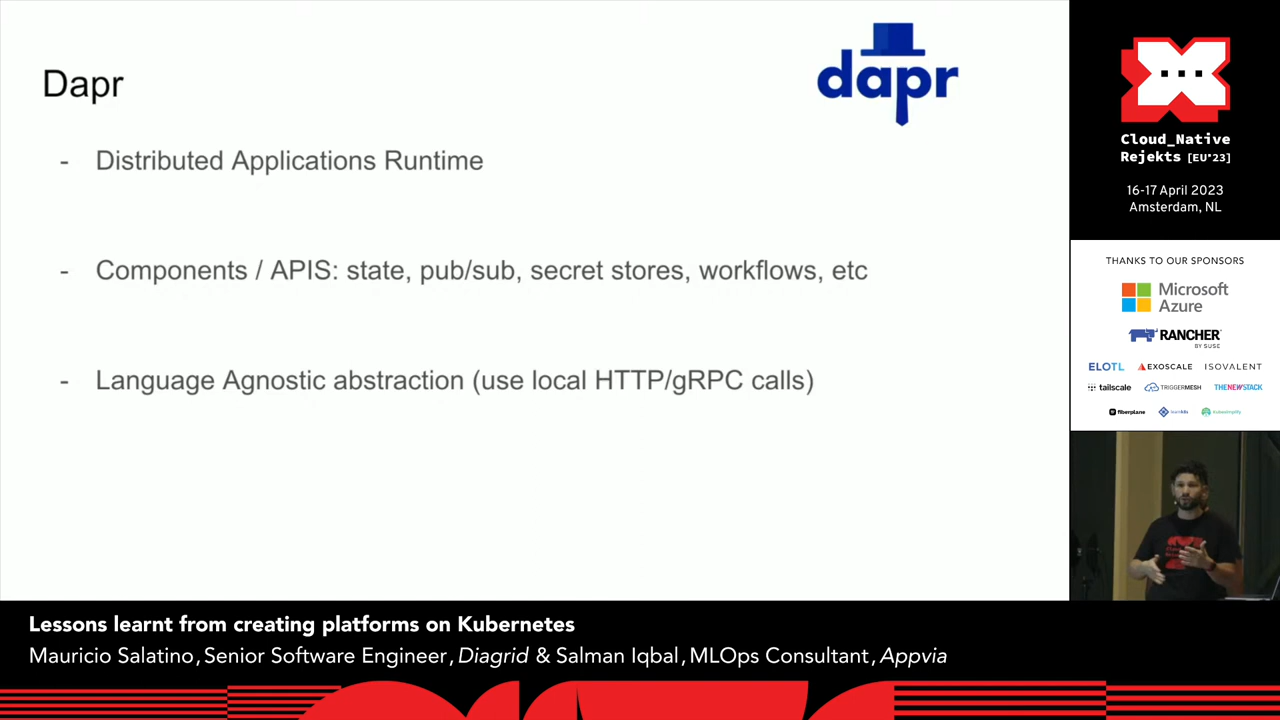 Dapr
dapr
- Distributed Applications Runtime
- Components / APIS: state, pub/sub, secret stores, workflows, etc
- Language Agnostic abstraction (use local HTTP/gRPC calls)
Cloud_Native
Rejekts [EU'23]
16-17 April 2023
Amsterdam, NL
THANKS TO OUR SPONSORS
Microsoft
Azure
RANCHER
BY SUSE
ELOTL
EXOSCALE
ISOVALENT
tailscale
TRIGGERMESH
THENEWSTACK
fiberplane
Lessons learnt from creating platforms on Kubernetes
Mauricio Salatino, Senior Software Engineer, Diagrid & Salman Iqbal, MLOps Consultant, Appvia